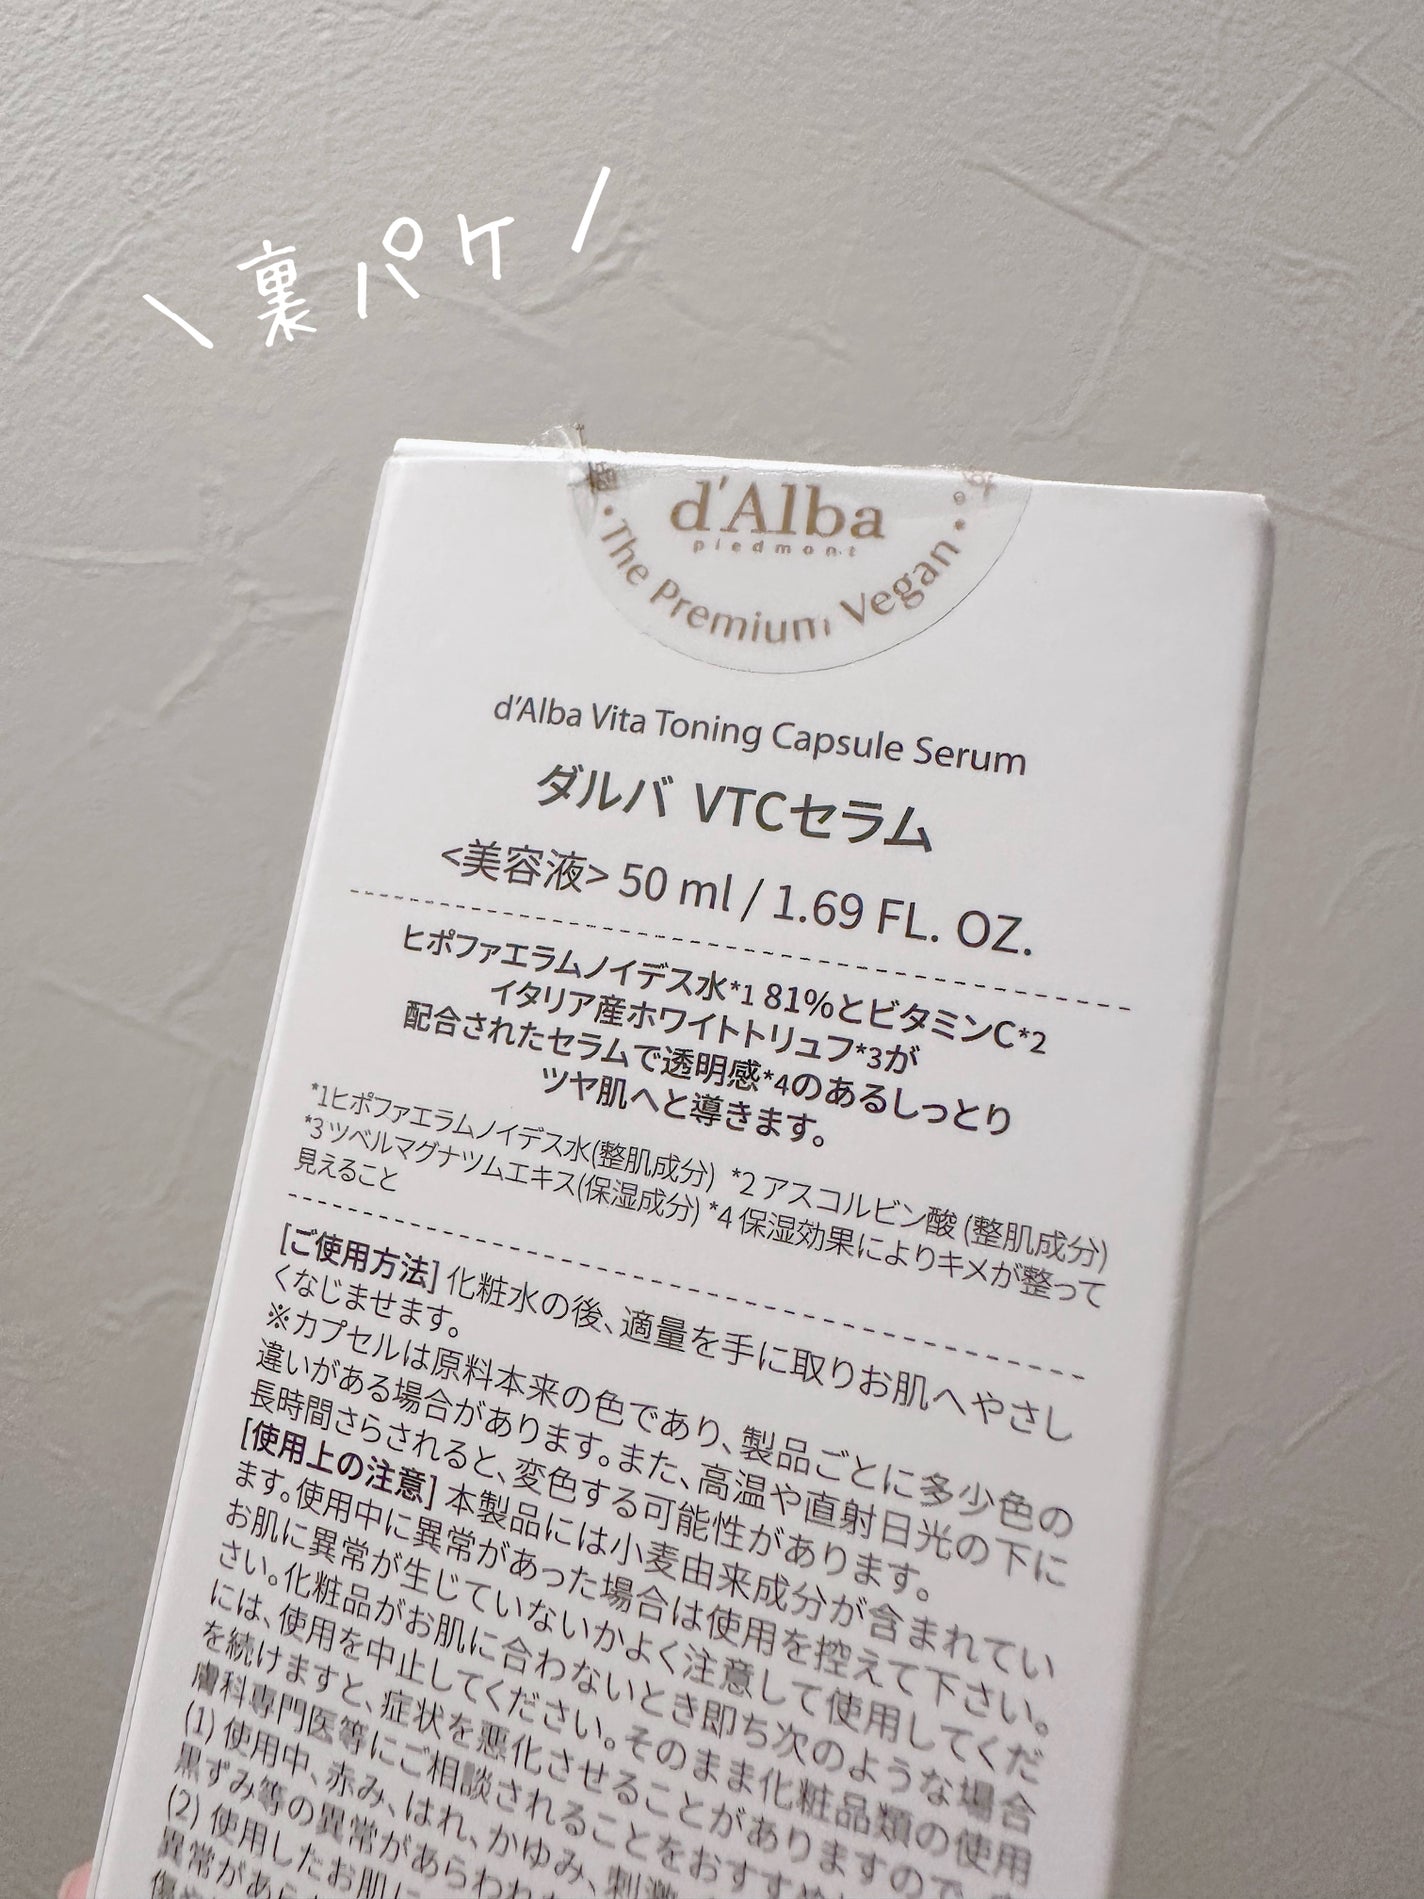 \ 裏パケ /
d'Alba
piedmont
• The Premium Vegan •
d'Alba Vita Toning Capsule Serum
ダルバ VTCセラム
<美容液> 50 ml / 1.69 FL. OZ.
ヒポファエラムノイデス水*1 81%とビタミンC*2
イタリア産ホワイトトリュフ*3が
配合されたセラムで透明感*4のあるしっとり
ツヤ肌へと導きます。
*1ヒポファエラムノイデス水(整肌成分) *2 アスコルビン酸 (整肌成分)
*3 ツベルマグナツムエキス(保湿成分) *4 保湿効果によりキメが整って
見えること
[ご使用方法] 化粧水の後、適量を手に取りお肌へやさし
くなじませます。
※カプセルは原料本来の色であり、製品ごとに多少色の
違いがある場合があります。また、高温や直射日光の下に
長時間さらされると、変色する可能性があります。
[使用上の注意] 本製品には小麦由来成分が含まれてい
ます。使用中に異常があった場合は使用を控えて下さい。
お肌に異常が生じていないかよく注意して使用してくだ
さい。化粧品がお肌に合わないとき即ち次のような場合
には、使用を中止してください。そのまま化粧品類の使用
を続けますと、症状を悪化させることがありますので、
膚科専門医等にご相談されることをおすすめ
(1) 使用中、赤み、はれ、かゆみ、刺激
黒ずみ等の異常があらわれ
(2) 使用したお肌に
異常があら